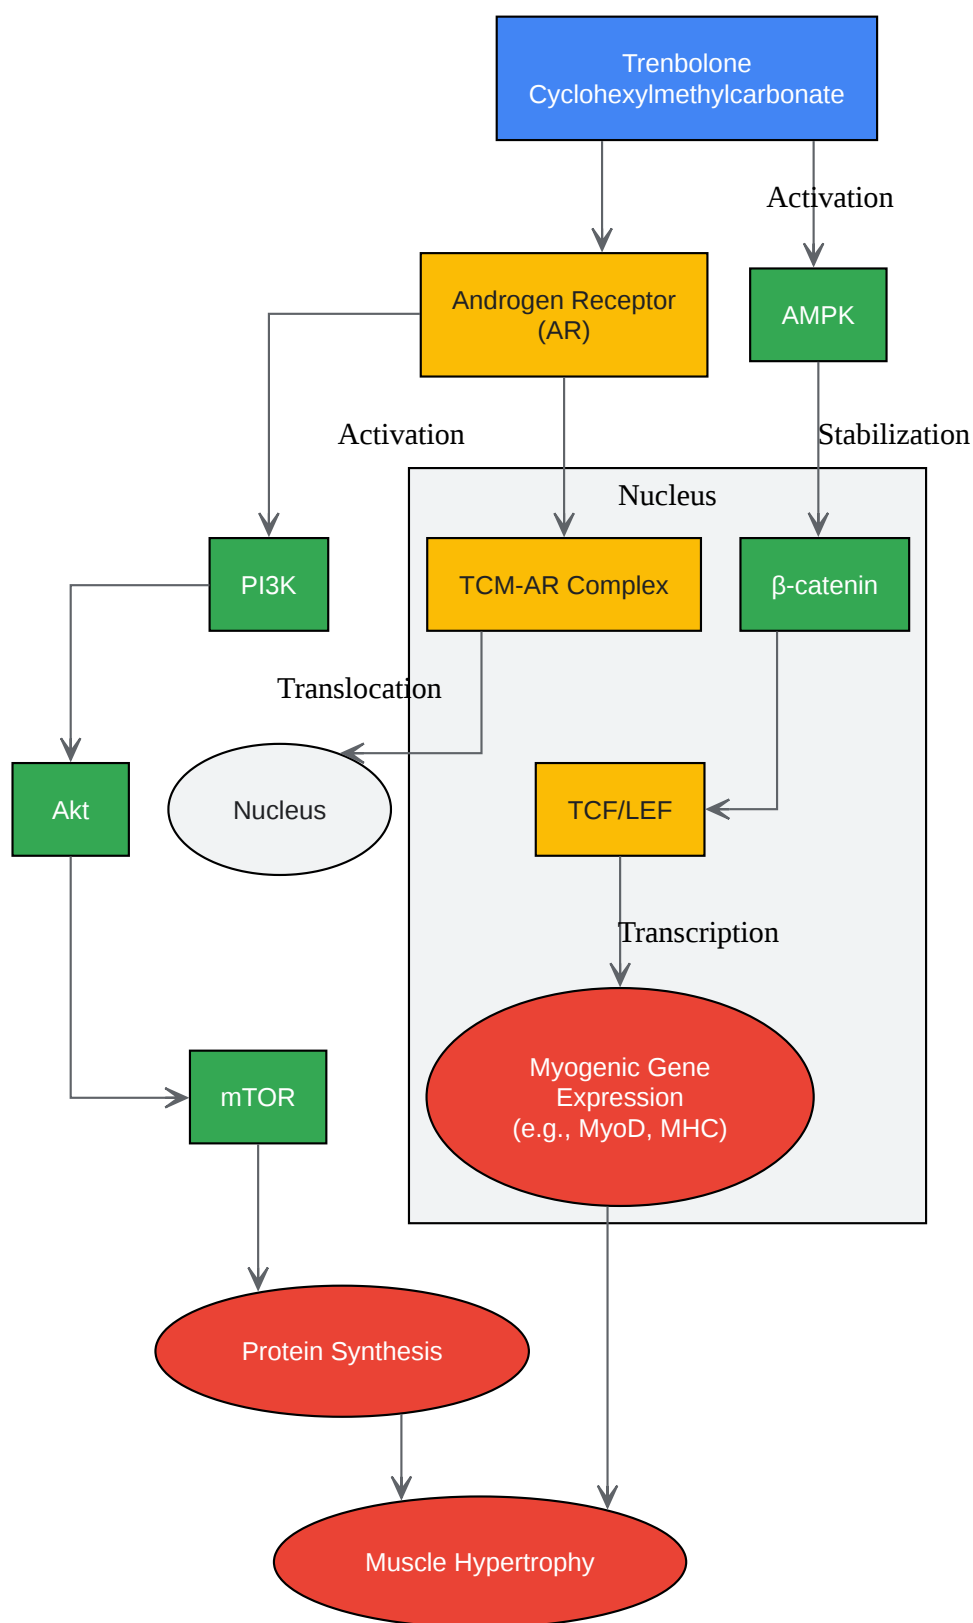 Trenbolone
Cyclohexylmethylcarbonate
Activation
Androgen Receptor
(AR)
AMPK
Activation
Stabilization
Nucleus
PI3K
TCM-AR Complex
β-catenin
Translocation
Akt
Nucleus
TCF/LEF
Transcription
Myogenic Gene
Expression
(e.g., MyoD, MHC)
mTOR
Protein Synthesis
Muscle Hypertrophy